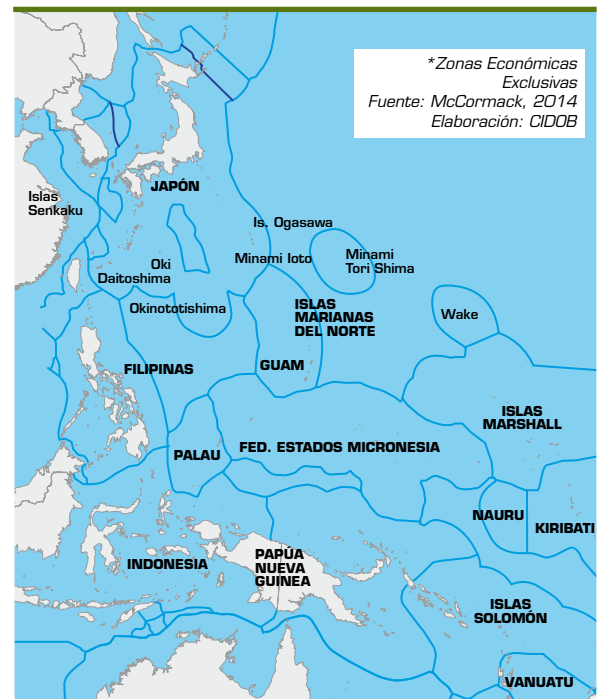 *Zonas Económicas
Exclusivas
Fuente: McCormack, 2014
Elaboración: CIDOB
JAPÓN
Islas
Senkaku
Is. Ogasawa
Minami Ioto
Minami
Tori Shima
Oki
Daitoshima
Okinototishima
ISLAS
MARIANAS
DEL NORTE
Wake
FILIPINAS
GUAM
ISLAS
MARSHALL
PALAU
FED. ESTADOS MICRONESIA
NAURU
KIRIBATI
INDONESIA
PAPÚA
NUEVA
GUINEA
ISLAS
SOLOMÓN
VANUATU